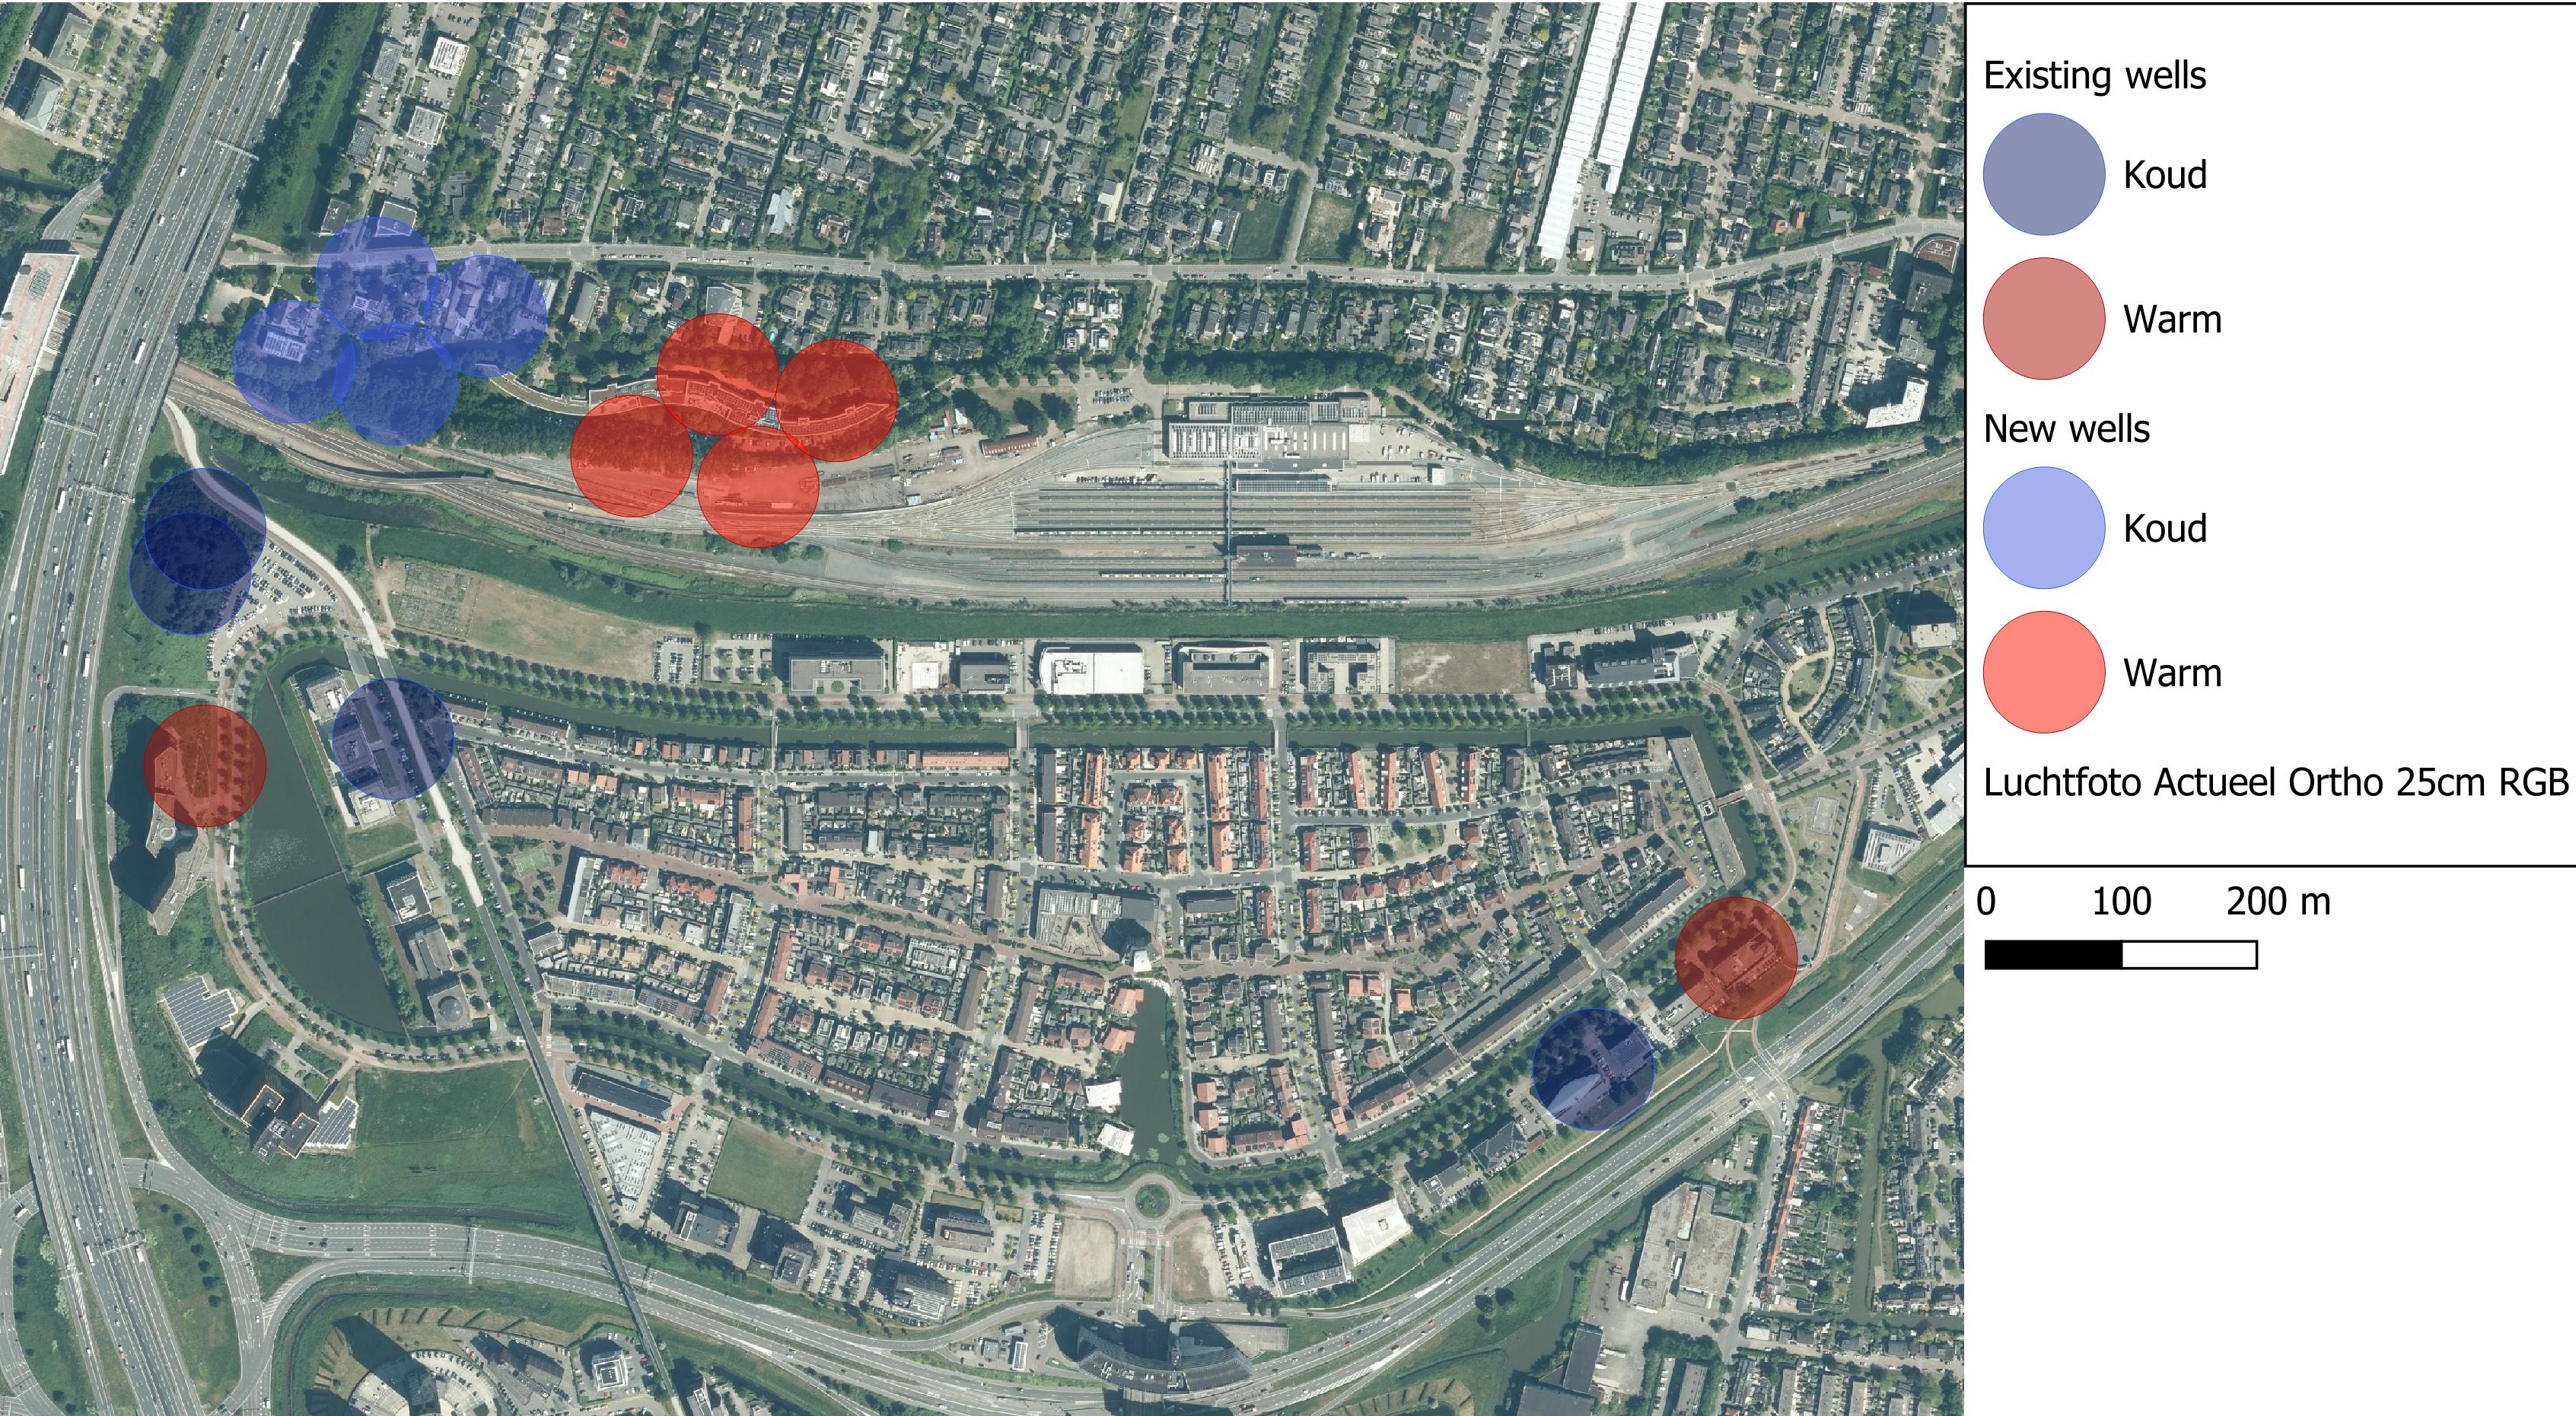 Existing wells
Koud
Warm
New wells
Koud
Warm
Luchtfoto Actueel Ortho 25cm RGB
0 100 200 m